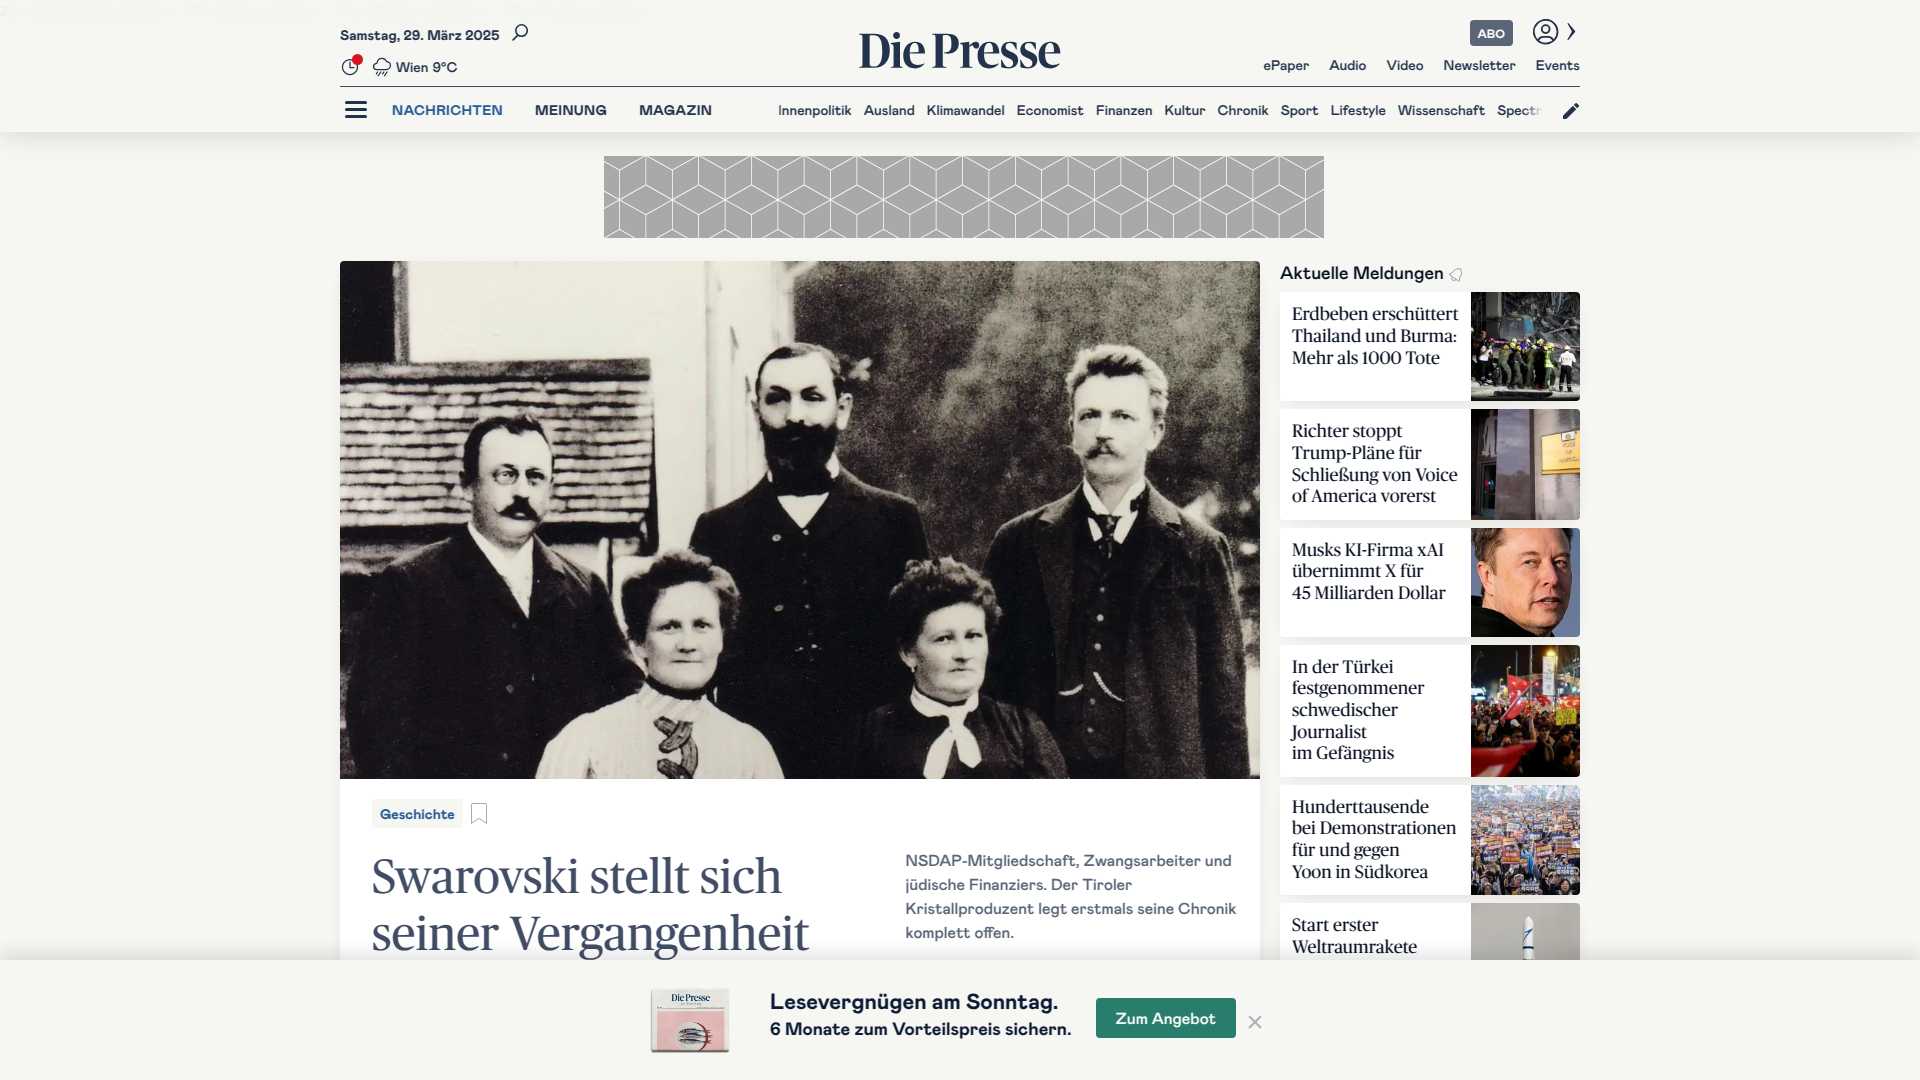 Samstag, 29. März 2025
Wien 9°C
Die Presse
ABO
ePaper Audio Video Newsletter Events
NACHRICHTEN MEINUNG MAGAZIN
Innenpolitik Ausland Klimawandel Economist Finanzen Kultur Chronik Sport Lifestyle Wissenschaft Spectr
Geschichte
Swarovski stellt sich
seiner Vergangenheit
NSDAP-Mitgliedschaft, Zwangsarbeiter und
jüdische Finanziers. Der Tiroler
Kristallproduzent legt erstmals seine Chronik
komplett offen.
Aktuelle Meldungen
Erdbeben erschüttert
Thailand und Burma:
Mehr als 1000 Tote
Richter stoppt
Trump-Pläne für
Schließung von Voice
of America vorerst
Musks KI-Firma xAI
übernimmt X für
45 Milliarden Dollar
In der Türkei
festgenommener
schwedischer
Journalist
im Gefängnis
Hunderttausende
bei Demonstrationen
für und gegen
Yoon in Südkorea
Start erster
Weltraumrakete
Die Presse
Lesevergnügen am Sonntag.
6 Monate zum Vorteilspreis sichern.
Zum Angebot